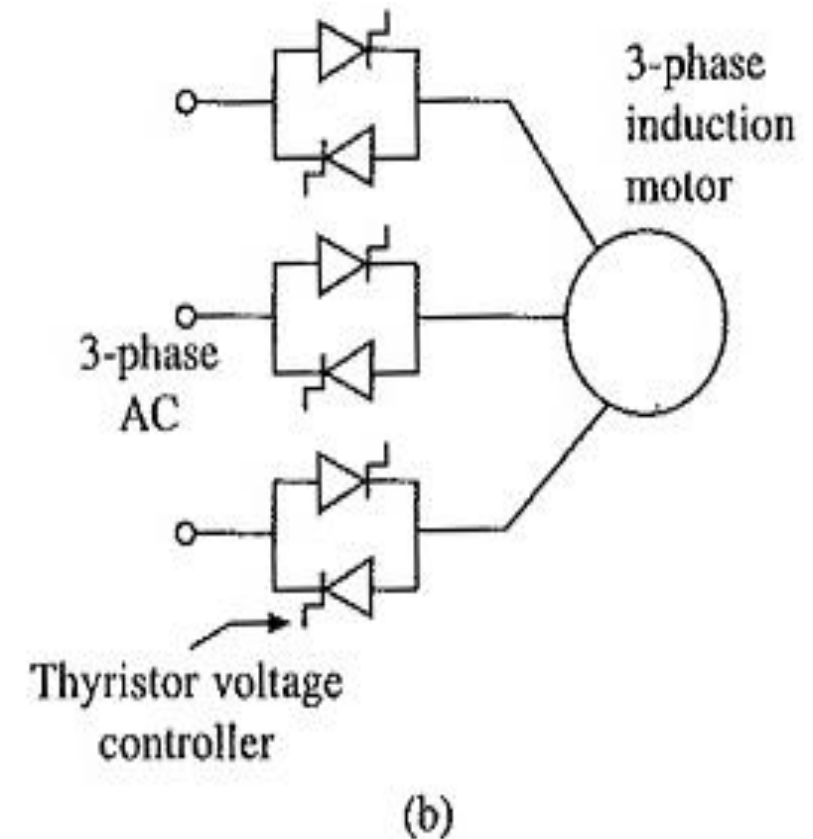 3-phase
induction
motor
3-phase
AC
Thyristor voltage
controller
(b)